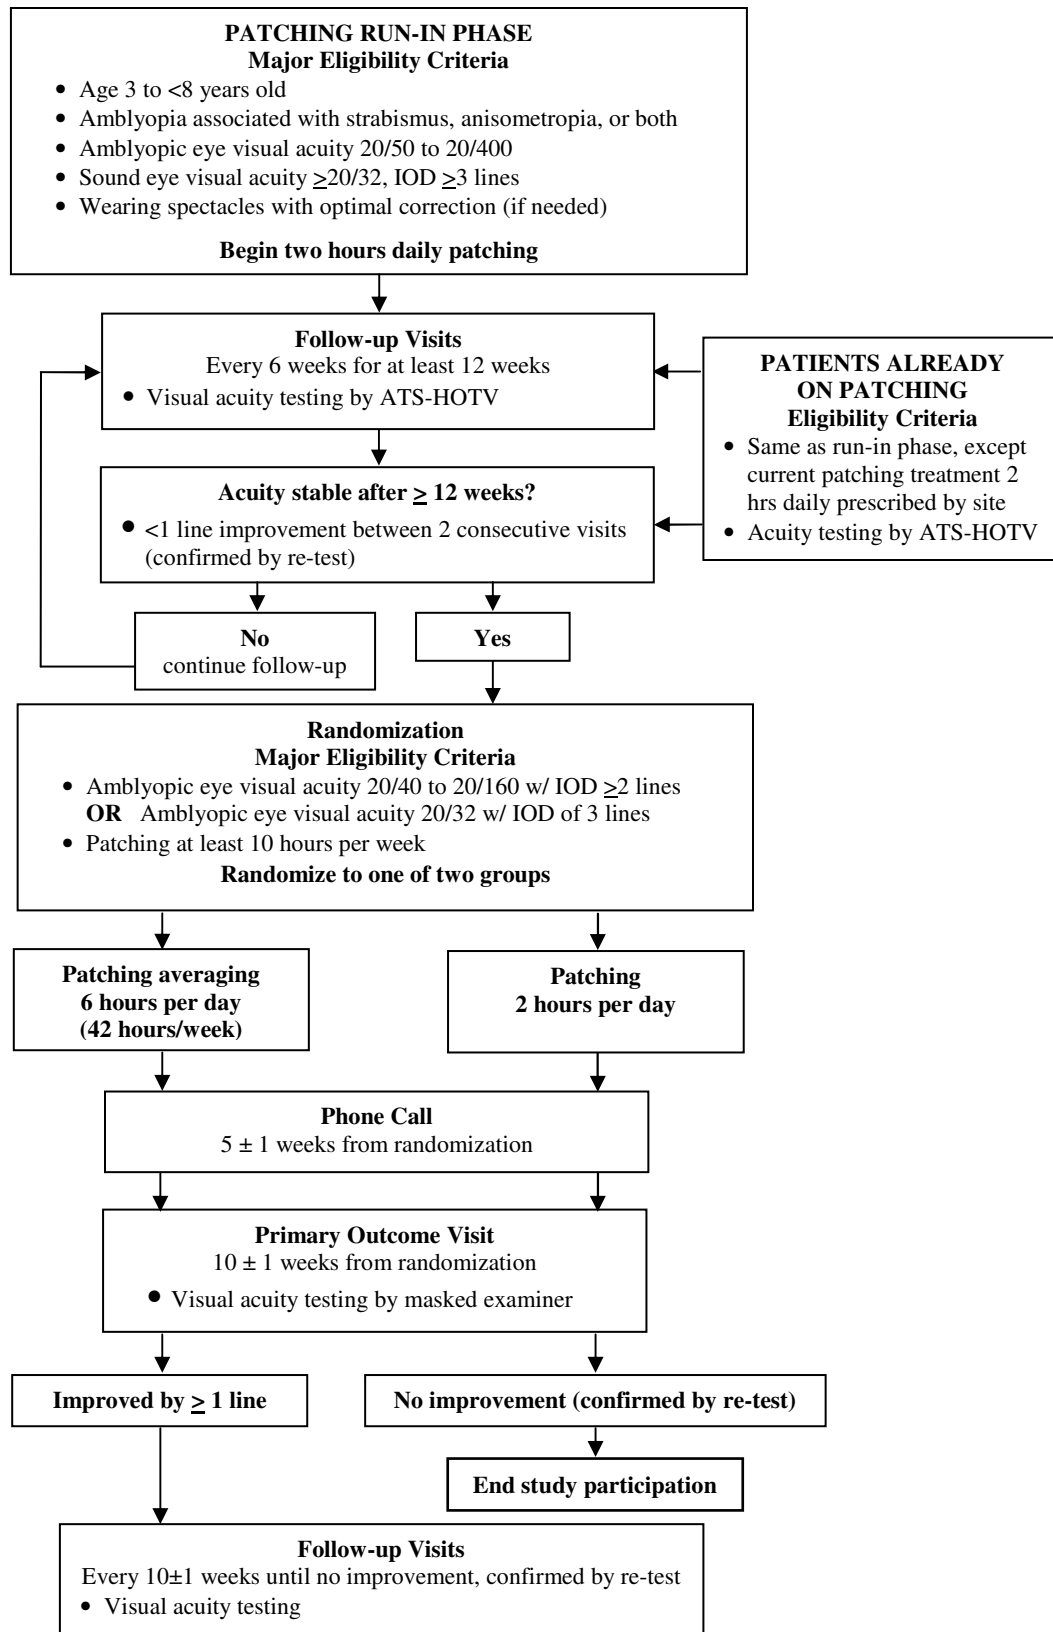 PATCHING RUN-IN PHASE
Major Eligibility Criteria
• Age 3 to <8 years old
• Amblyopia associated with strabismus, anisometropia, or both
• Amblyopic eye visual acuity 20/50 to 20/400
• Sound eye visual acuity ≥20/32, IOD ≥3 lines
• Wearing spectacles with optimal correction (if needed)
Begin two hours daily patching
Follow-up Visits
Every 6 weeks for at least 12 weeks
• Visual acuity testing by ATS-HOTV
PATIENTS ALREADY
ON PATCHING
Eligibility Criteria
• Same as run-in phase, except
current patching treatment 2
hrs daily prescribed by site
• Acuity testing by ATS-HOTV
Acuity stable after ≥ 12 weeks?
• <1 line improvement between 2 consecutive visits
(confirmed by re-test)
No
continue follow-up
Yes
Randomization
Major Eligibility Criteria
• Amblyopic eye visual acuity 20/40 to 20/160 w/ IOD ≥2 lines
OR Amblyopic eye visual acuity 20/32 w/ IOD of 3 lines
• Patching at least 10 hours per week
Randomize to one of two groups
Patching averaging
6 hours per day
(42 hours/week)
Patching
2 hours per day
Phone Call
5 ± 1 weeks from randomization
Primary Outcome Visit
10 ± 1 weeks from randomization
• Visual acuity testing by masked examiner
Improved by ≥ 1 line
No improvement (confirmed by re-test)
End study participation
Follow-up Visits
Every 10±1 weeks until no improvement, confirmed by re-test
• Visual acuity testing